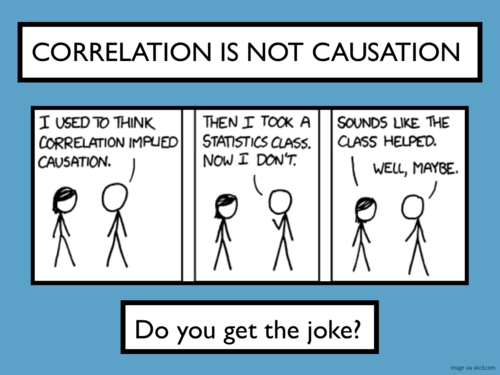 CORRELATION IS NOT CAUSATION
I USED TO THINK
CORRELATION IMPLIED
CAUSATION.
THEN I TOOK A
STATISTICS CLASS.
NOW I DON'T.
SOUNDS LIKE THE
CLASS HELPED.
WELL, MAYBE.
Do you get the joke?
image via xkcd.com